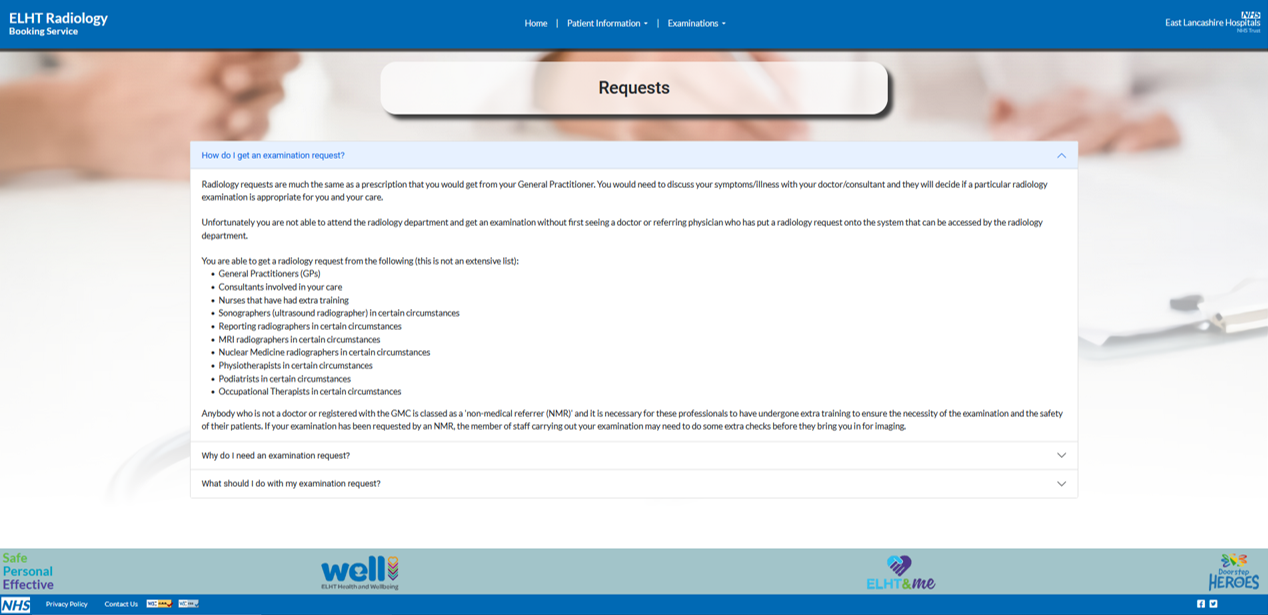 ELHT Radiology
Booking Service
Home | Patient Information | Examinations
NHS
East Lancashire Hospitals
NHS Trust
Requests
How do I get an examination request?
Radiology requests are much the same as a prescription that you would get from your General Practitioner. You would need to discuss your symptoms/illness with your doctor/consultant and they will decide if a particular radiology
examination is appropriate for you and your care.
Unfortunately you are not able to attend the radiology department and get an examination without first seeing a doctor or referring physician who has put a radiology request onto the system that can be accessed by the radiology
department.
You are able to get a radiology request from the following (this is not an extensive list):
• General Practitioners (GPs)
• Consultants involved in your care
• Nurses that have had extra training
• Sonographers (ultrasound radiographer) in certain circumstances
• Reporting radiographers in certain circumstances
• MRI radiographers in certain circumstances
• Nuclear Medicine radiographers in certain circumstances
• Physiotherapists in certain circumstances
• Podiatrists in certain circumstances
• Occupational Therapists in certain circumstances
Anybody who is not a doctor or registered with the GMC is classed as a 'non-medical referrer (NMR)' and it is necessary for these professionals to have undergone extra training to ensure the necessity of the examination and the safety
of their patients. If your examination has been requested by an NMR, the member of staff carrying out your examination may need to do some extra checks before they bring you in for imaging.
Why do I need an examination request?
What should I do with my examination request?
Safe
Personal
Effective
well
ELHT Health and Wellbeing
ELHT&me
Doorstep
HEROES
NHS
Privacy Policy
Contact Us